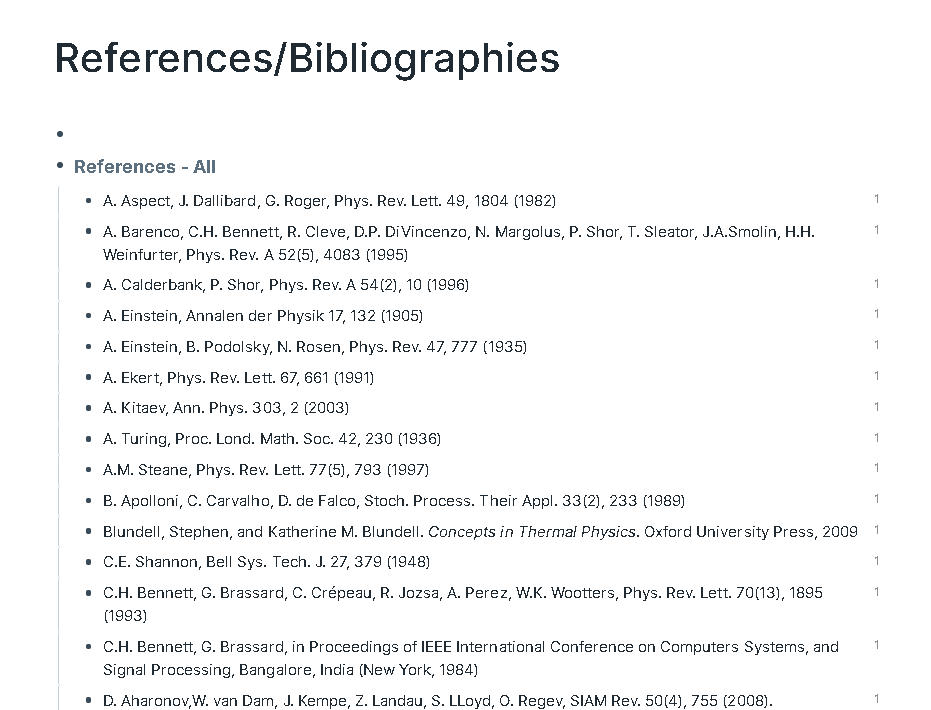 References/Bibliographies
References - All
A. Aspect, J. Dallibard, G. Roger, Phys. Rev. Lett. 49, 1804 (1982) 1
A. Barenco, C.H. Bennett, R. Cleve, D.P. DiVincenzo, N. Margolus, P. Shor, T. Sleator, J.A.Smolin, H.H. 1
Weinfurter, Phys. Rev. A 52(5), 4083 (1995)
A. Calderbank, P. Shor, Phys. Rev. A 54(2), 10 (1996) 1
A. Einstein, Annalen der Physik 17, 132 (1905) 1
A. Einstein, B. Podolsky, N. Rosen, Phys. Rev. 47, 777 (1935) 1
A. Ekert, Phys. Rev. Lett. 67, 661 (1991) 1
A. Kitaev, Ann. Phys. 303, 2 (2003) 1
A. Turing, Proc. Lond. Math. Soc. 42, 230 (1936) 1
A.M. Steane, Phys. Rev. Lett. 77(5), 793 (1997) 1
B. Apolloni, C. Carvalho, D. de Falco, Stoch. Process. Their Appl. 33(2), 233 (1989) 1
Blundell, Stephen, and Katherine M. Blundell. Concepts in Thermal Physics. Oxford University Press, 2009 1
C.E. Shannon, Bell Sys. Tech. J. 27, 379 (1948) 1
C.H. Bennett, G. Brassard, C. Crépeau, R. Jozsa, A. Perez, W.K. Wootters, Phys. Rev. Lett. 70(13), 1895 1
(1993)
C.H. Bennett, G. Brassard, in Proceedings of IEEE International Conference on Computers Systems, and 1
Signal Processing, Bangalore, India (New York, 1984)
D. Aharonov,W. van Dam, J. Kempe, Z. Landau, S. LLoyd, O. Regev, SIAM Rev. 50(4), 755 (2008). 1